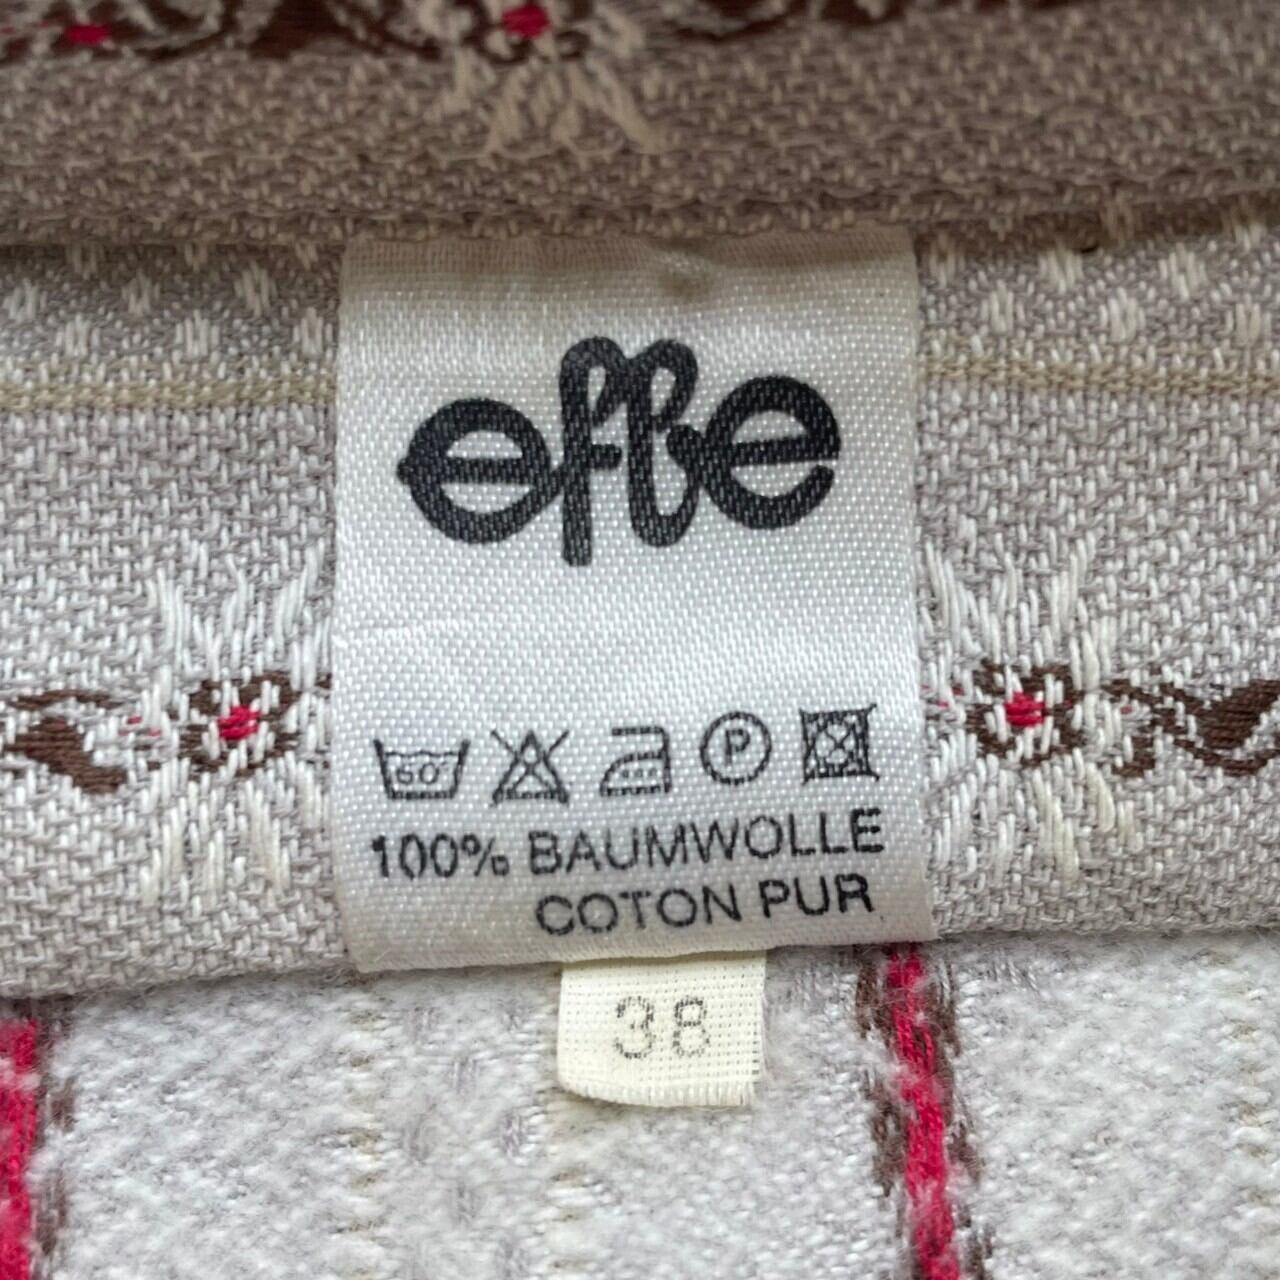 effe
60
P
100% BAUMWOLLE
COTON PUR
38